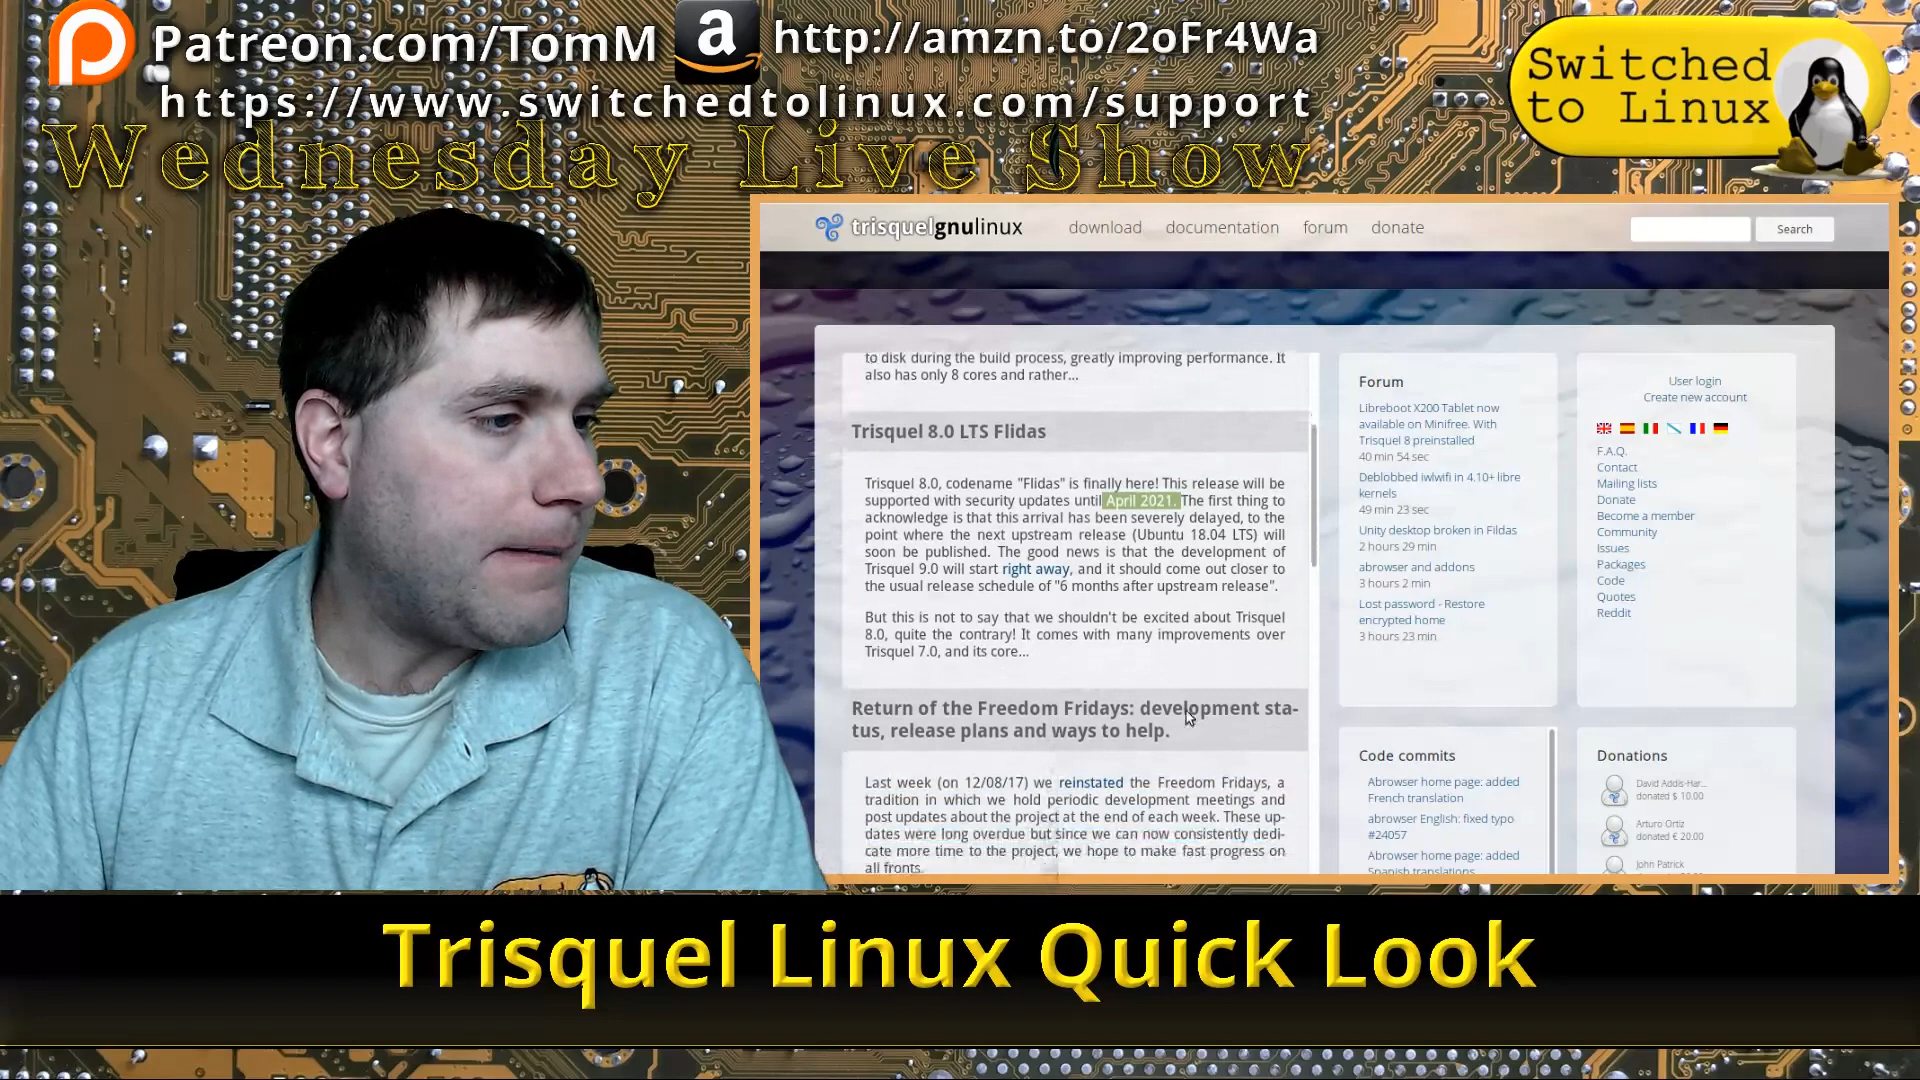 Patreon.com/TomM
http://amzn.to/2oFr4Wa
https://www.switchedtolinux.com/support
Wednesday Live Show
Switched
to Linux
trisquelgnulinux
download
documentation
forum
donate
Search
to disk during the build process, greatly improving performance. It
also has only 8 cores and rather...
Trisquel 8.0 LTS Flidas
Trisquel 8.0, codename "Flidas" is finally here! This release will be
supported with security updates until April 2021. The first thing to
acknowledge is that this arrival has been severely delayed, to the
point where the next upstream release (Ubuntu 18.04 LTS) will
soon be published. The good news is that the development of
Trisquel 9.0 will start right away, and it should come out closer to
the usual release schedule of "6 months after upstream release".
But this is not to say that we shouldn't be excited about Trisquel
8.0, quite the contrary! It comes with many improvements over
Trisquel 7.0, and its core...
Return of the Freedom Fridays: development sta-
tus, release plans and ways to help.
Last week (on 12/08/17) we reinstated the Freedom Fridays, a
tradition in which we hold periodic development meetings and
post updates about the project at the end of each week. These up-
dates were long overdue but since we can now consistently dedi-
cate more time to the project, we hope to make fast progress on
all fronts.
Forum
Libreboot X200 Tablet now
available on Minifree. With
Trisquel 8 preinstalled
40 min 54 sec
Deblobbed iwlwifi in 4.10+ libre
kernels
49 min 23 sec
Unity desktop broken in Flidas
2 hours 29 min
abrowser and addons
3 hours 2 min
Lost password - Restore
encrypted home
3 hours 23 min
User login
Create new account
F.A.Q.
Contact
Mailing lists
Donate
Become a member
Community
Issues
Packages
Code
Quotes
Reddit
Code commits
Abrowser home page: added
French translation
abrowser English: fixed typo
#24057
Abrowser home page: added
Spanish translations
Donations
David Addis-Har...
donated $ 10.00
Arturo Ortiz
donated € 20.00
John Patrick
Trisquel Linux Quick Look